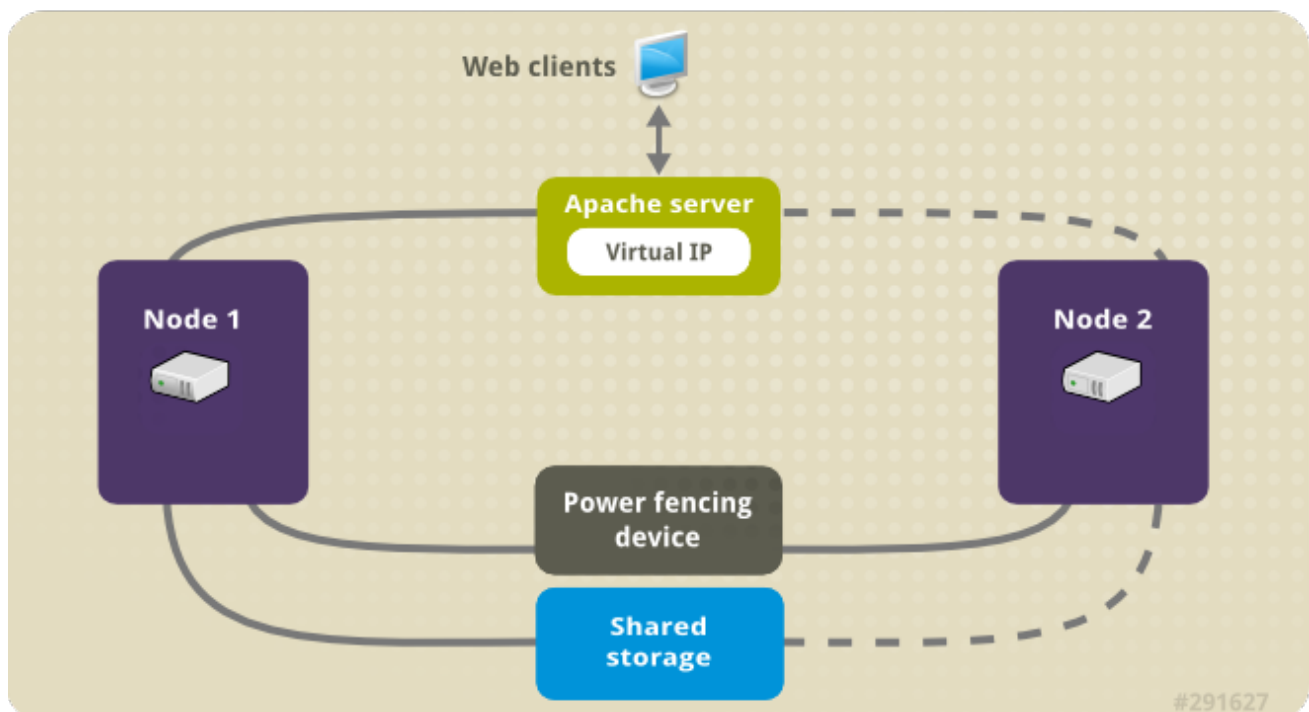 Web clients
Apache server
Virtual IP
Node 1
Node 2
Power fencing
device
Shared
storage
#291627